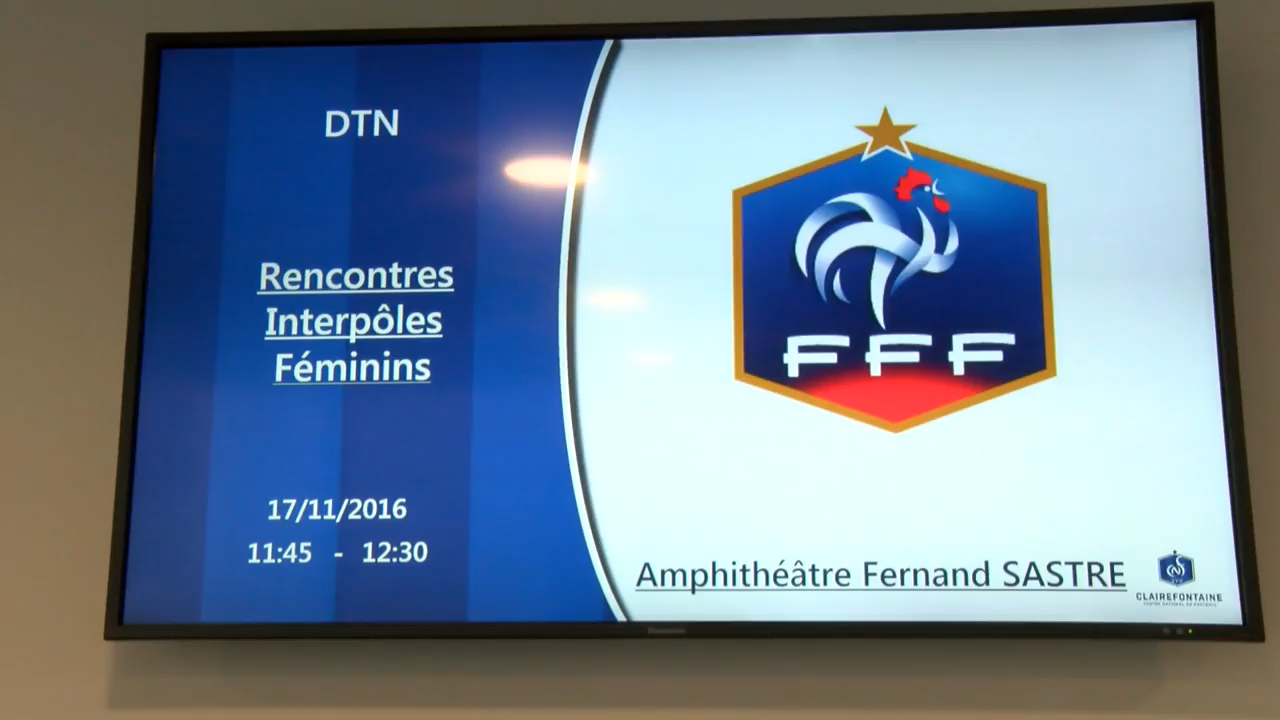 DTN
Rencontres
Interpôles
Féminins
17/11/2016
11:45 - 12:30
FFF
Amphithéâtre Fernand SASTRE
CLAIREFONTAINE